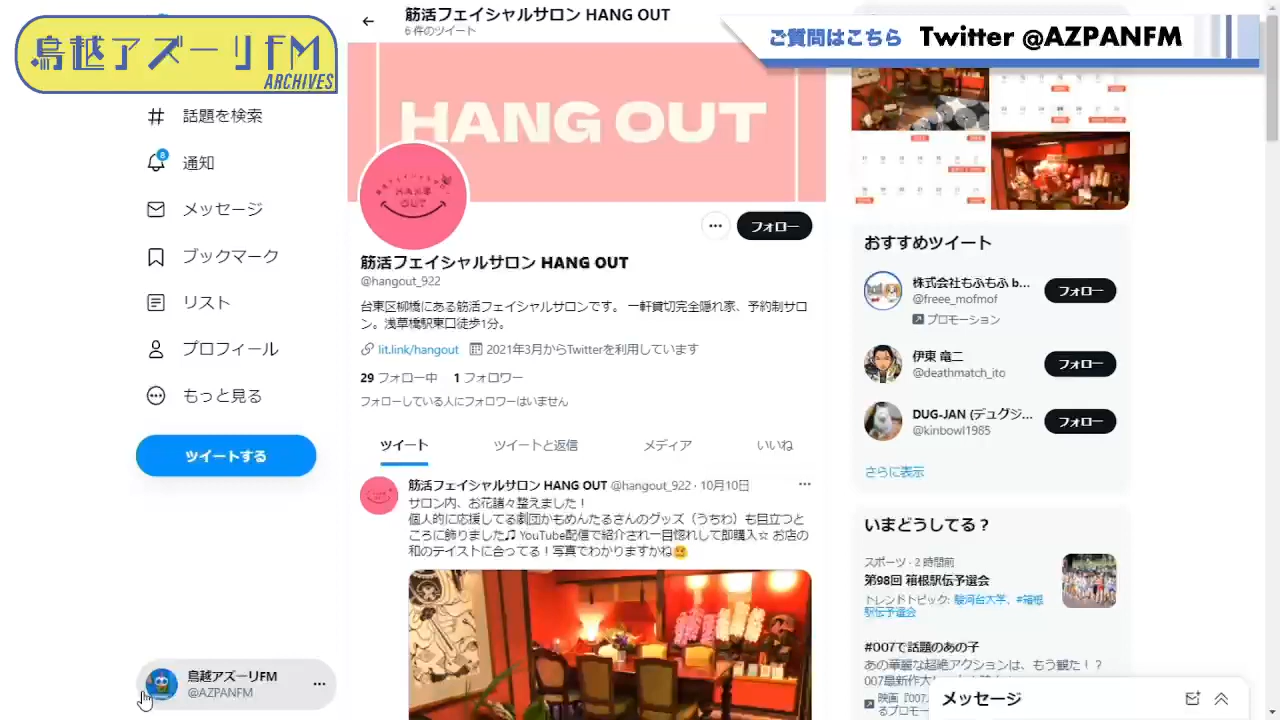 鳥越アズーリFM
ARCHIVES
ご質問はこちら Twitter @AZPANFM
話題を検索
通知
8
メッセージ
ブックマーク
リスト
プロフィール
もっと見る
ツイートする
鳥越アズーリFM
@AZPANFM
筋活フェイシャルサロン HANG OUT
6 件のツイート
HANG OUT
HANG
OUT
フォロー
筋活フェイシャルサロン HANG OUT
@hangout_922
台東区柳橋にある筋活フェイシャルサロンです。 一軒貸切完全隠れ家、予約制サロ
ン。浅草橋駅東口徒歩1分。
lit.link/hangout 2021年3月からTwitterを利用しています
29 フォロー中 1 フォロワー
フォローしている人にフォロワーはいません
ツイート ツイートと返信 メディア いいね
筋活フェイシャルサロン HANG OUT @hangout_922 · 10月10日
サロン内、お花諸々整えました！
個人的に応援してる劇団かもめんたるさんのグッズ（うちわ）も目立つと
ころに飾りました♫ YouTube配信で紹介され一目惚れして即購入☆ お店の
和のテイストに合ってる！写真でわかりますかね
おすすめツイート
株式会社もふもふ b...
@freee_mofmof
プロモーション
フォロー
伊東 竜二
@deathmatch_ito
フォロー
DUG-JAN (デュグジ...
@kinbowl1985
フォロー
さらに表示
いまどうしてる？
スポーツ · 2 時間前
第98回 箱根駅伝予選会
トレンドトピック: 駿河台大学、#箱根
駅伝予選会
#007で話題のあの子
あの華麗な超絶アクションは、もう観た！？
007最新作大
映画『007
るプロモー
メッセージ